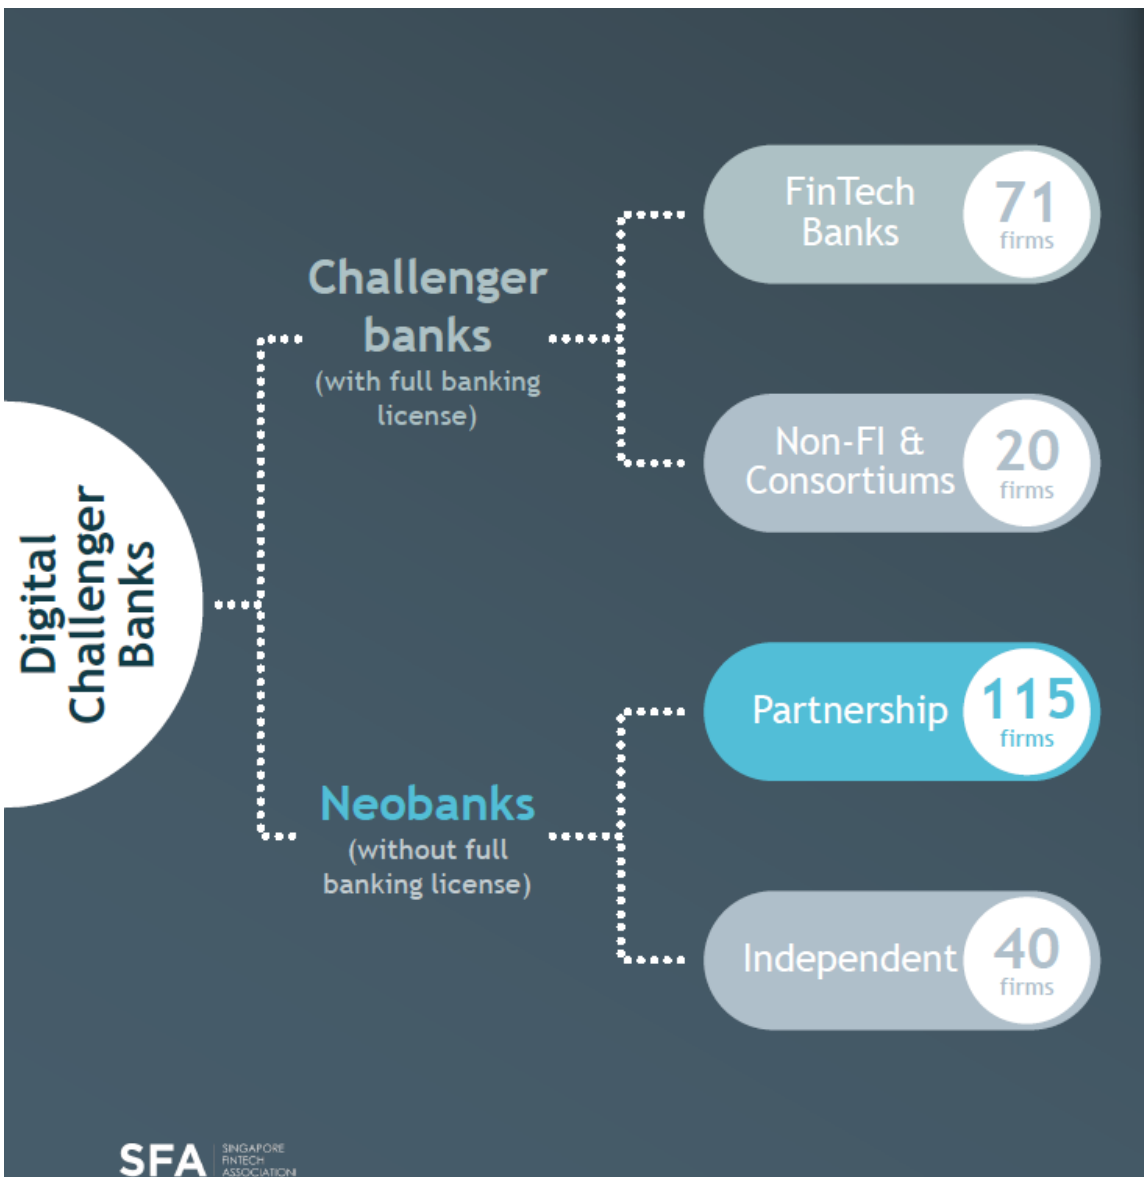 Digital
Challenger
Banks
Challenger
banks
(with full banking
license)
FinTech
Banks
71
firms
Non-FI &
Consortiums
20
firms
Neobanks
(without full
banking license)
Partnership
115
firms
Independent
40
firms
SFA
SINGAPORE
FINTECH
ASSOCIATION